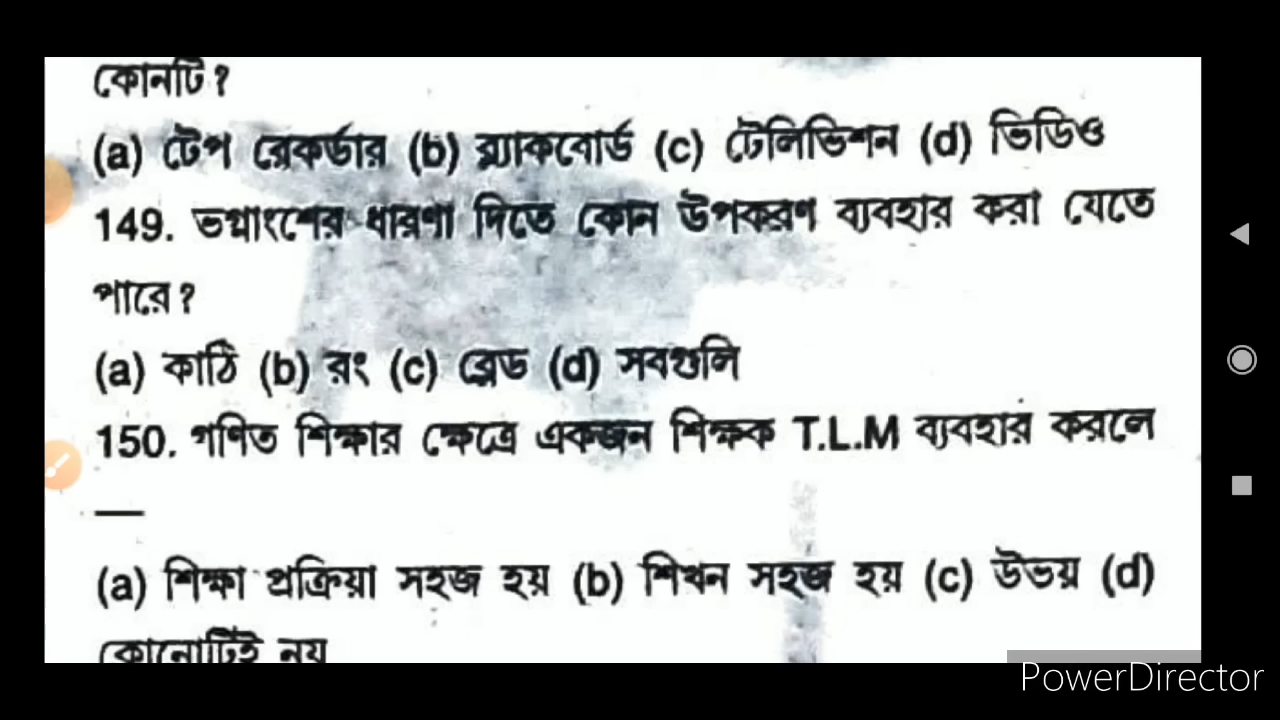 কোনটি?
(a) টেপ রেকর্ডার (b) ব্ল্যাকবোর্ড (c) টেলিভিশন (d) ভিডিও
149. ভগ্নাংশের ধারণা দিতে কোন উপকরণ ব্যবহার করা যেতে
পারে?
(a) কাঠি (b) রং (c) ব্লেড (d) সবগুলি
150. গণিত শিক্ষার ক্ষেত্রে একজন শিক্ষক T.L.M ব্যবহার করলে
—
(a) শিক্ষা প্রক্রিয়া সহজ হয় (b) শিখন সহজ হয় (c) উভয় (d)
কোনোটিই নয়
PowerDirector